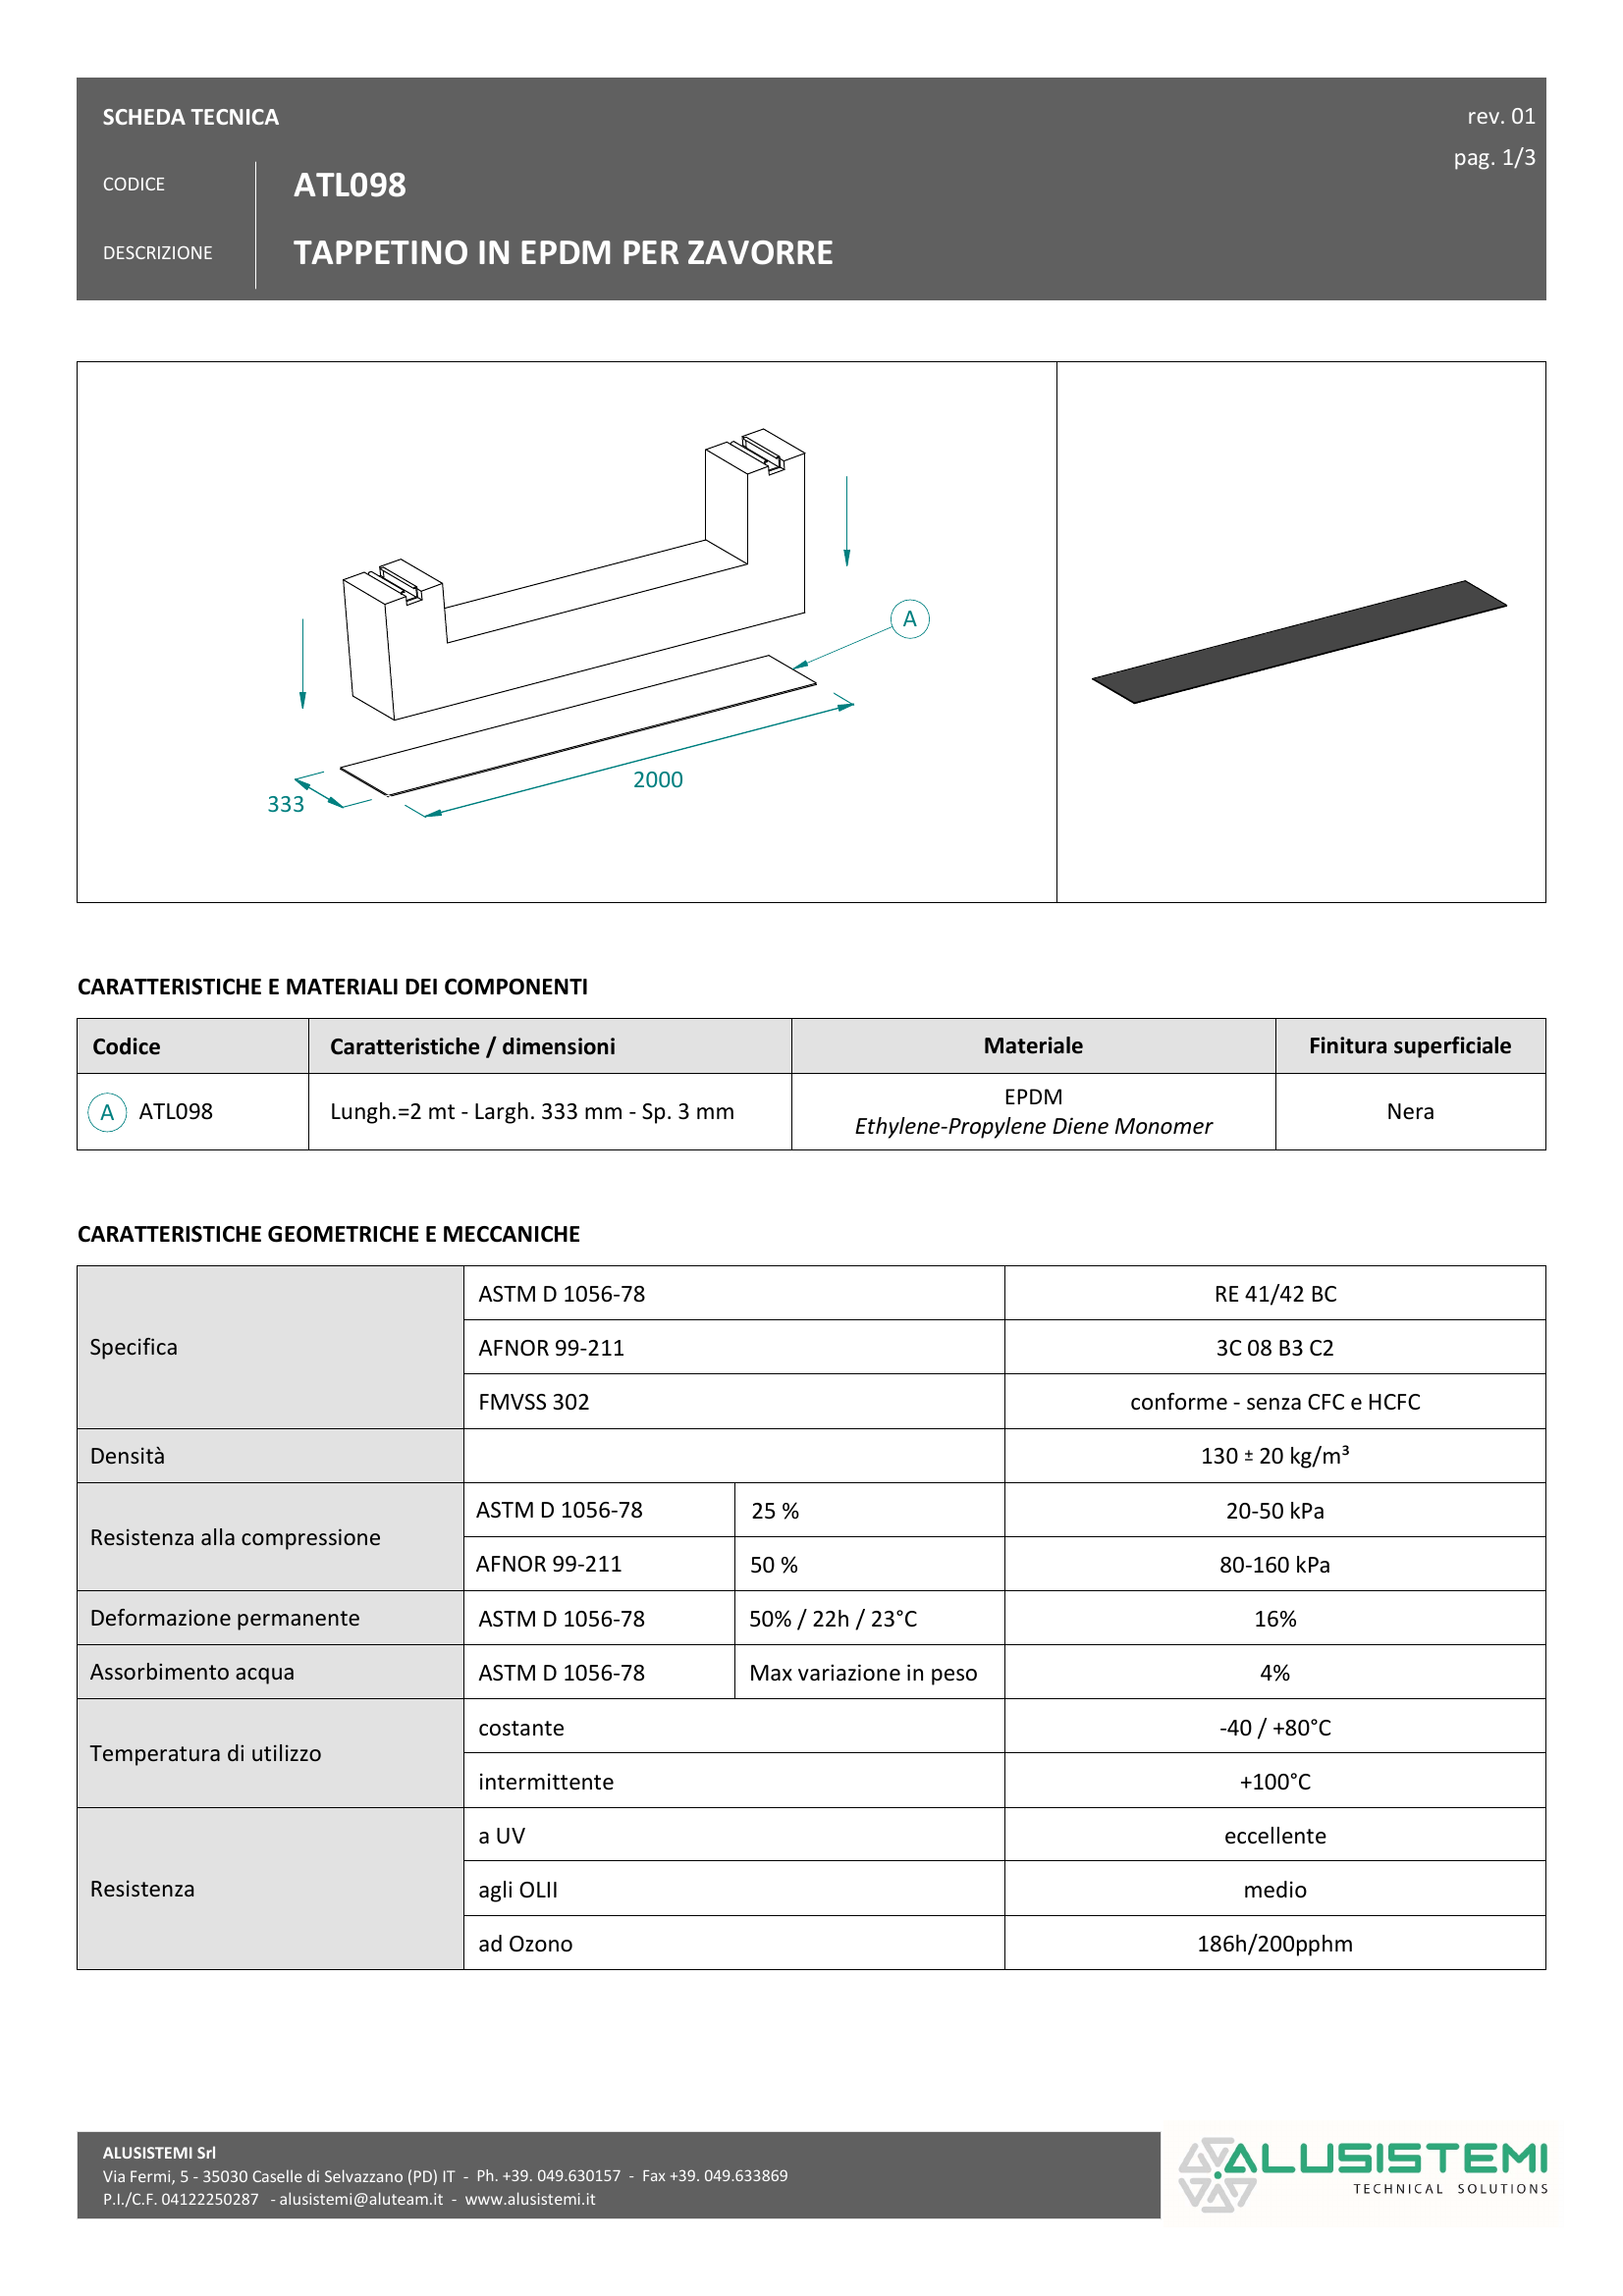 SCHEDA TECNICA
rev. 01
pag. 1/3
CODICE
ATL098
DESCRIZIONE
TAPPETINO IN EPDM PER ZAVORRE
A
2000
333
CARATTERISTICHE E MATERIALI DEI COMPONENTI
Codice Caratteristiche / dimensioni Materiale Finitura superficiale
A ATL098 Lungh.=2 mt - Largh. 333 mm - Sp. 3 mm EPDM Nera
Ethylene-Propylene Diene Monomer
CARATTERISTICHE GEOMETRICHE E MECCANICHE
Specifica
ASTM D 1056-78 RE 41/42 BC
AFNOR 99-211 3C 08 B3 C2
FMVSS 302 conforme - senza CFC e HCFC
Densità 130 ± 20 kg/m³
Resistenza alla compressione
ASTM D 1056-78 25 % 20-50 kPa
AFNOR 99-211 50 % 80-160 kPa
Deformazione permanente ASTM D 1056-78 50% / 22h / 23°C 16%
Assorbimento acqua ASTM D 1056-78 Max variazione in peso 4%
Temperatura di utilizzo
costante -40 / +80°C
intermittente +100°C
Resistenza
a UV eccellente
agli OLII medio
ad Ozono 186h/200pphm
ALUSISTEMI Srl
Via Fermi, 5 - 35030 Caselle di Selvazzano (PD) IT - Ph. +39. 049.630157 - Fax +39. 049.633869
P.I./C.F. 04122250287 - alusistemi@aluteam.it - www.alusistemi.it
ALUSISTEMI
TECHNICAL SOLUTIONS